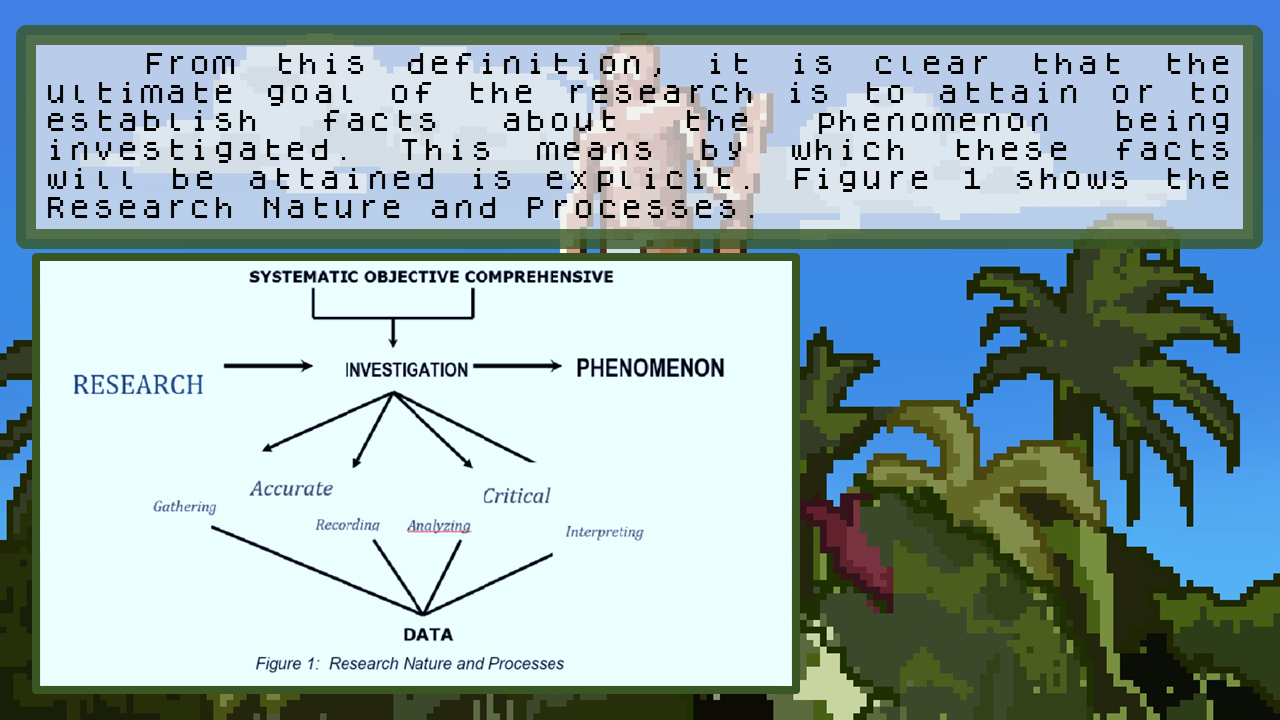 From this definition, it is clear that the
ultimate goal of the research is to attain or to
establish facts about the phenomenon being
investigated. This means by which these facts
will be attained is explicit. Figure 1 shows the
Research Nature and Processes.
SYSTEMATIC OBJECTIVE COMPREHENSIVE
RESEARCH INVESTIGATION PHENOMENON
Accurate Critical
Gathering Recording Analyzing Interpreting
DATA
Figure 1: Research Nature and Processes